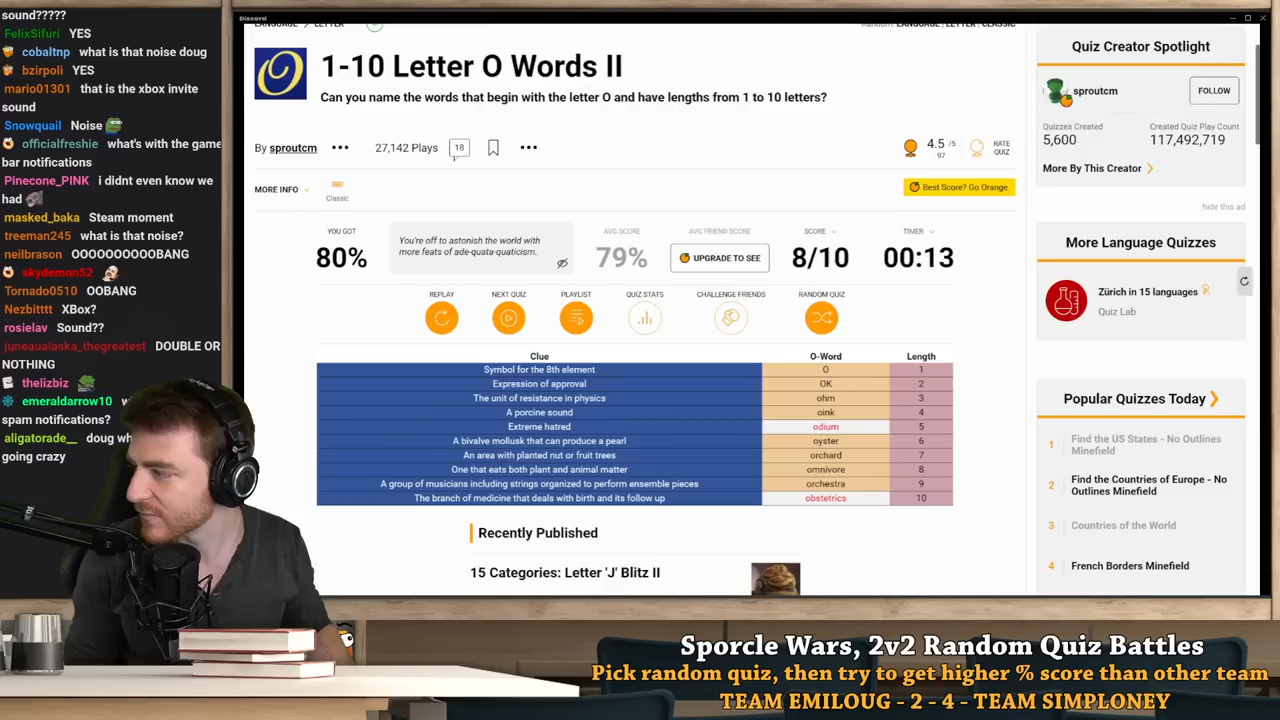 sound?????
FelixSifuri YES
cobaltnp what is that noise doug
bzirpoli YES
mario01301 that is the xbox invite
sound
Snowquail Noise
officialfreshie what's with the game
bar notifications
Pinecone_PINK i didnt even know we
had
masked_baka Steam moment
treeman245 what is that noise?
neilbrason OOOOOOOOOBANG
skydemon52
Tornado0510 OOBANG
Nezbitttt XBox?
rosielav Sound??
juneaualaska_thegreatest DOUBLE OR
NOTHING
thelizbiz
emeraldarrow10
spam notifications?
aligatorade__ doug wh
going crazy
Discord
LANGUAGE LETTER
Random: LANGUAGE | LETTER | CLASSIC
1-10 Letter O Words II
Can you name the words that begin with the letter O and have lengths from 1 to 10 letters?
By sproutcm ••• 27,142 Plays 18 •••
4.5 /5
97
RATE
QUIZ
MORE INFO
Classic
Best Score? Go Orange.
YOU GOT
80%
You're off to astonish the world with
more feats of ade-quata-quaticism.
AVG SCORE
79%
AVG FRIEND SCORE
UPGRADE TO SEE
SCORE
8/10
TIMER
00:13
REPLAY NEXT QUIZ PLAYLIST QUIZ STATS CHALLENGE FRIENDS RANDOM QUIZ
Clue O-Word Length
Symbol for the 8th element O 1
Expression of approval OK 2
The unit of resistance in physics ohm 3
A porcine sound oink 4
Extreme hatred odium 5
A bivalve mollusk that can produce a pearl oyster 6
An area with planted nut or fruit trees orchard 7
One that eats both plant and animal matter omnivore 8
A group of musicians including strings organized to perform ensemble pieces orchestra 9
The branch of medicine that deals with birth and its follow up obstetrics 10
Recently Published
15 Categories: Letter 'J' Blitz II
Quiz Creator Spotlight
sproutcm
FOLLOW
Quizzes Created
5,600
Created Quiz Play Count
117,492,719
More By This Creator
hide this ad
More Language Quizzes
Zürich in 15 languages
Quiz Lab
Popular Quizzes Today
1 Find the US States - No Outlines
Minefield
2 Find the Countries of Europe - No
Outlines Minefield
3 Countries of the World
4 French Borders Minefield
Sporcle Wars, 2v2 Random Quiz Battles
Pick random quiz, then try to get higher % score than other team
TEAM EMILOUG - 2 - 4 - TEAM SIMPLONEY